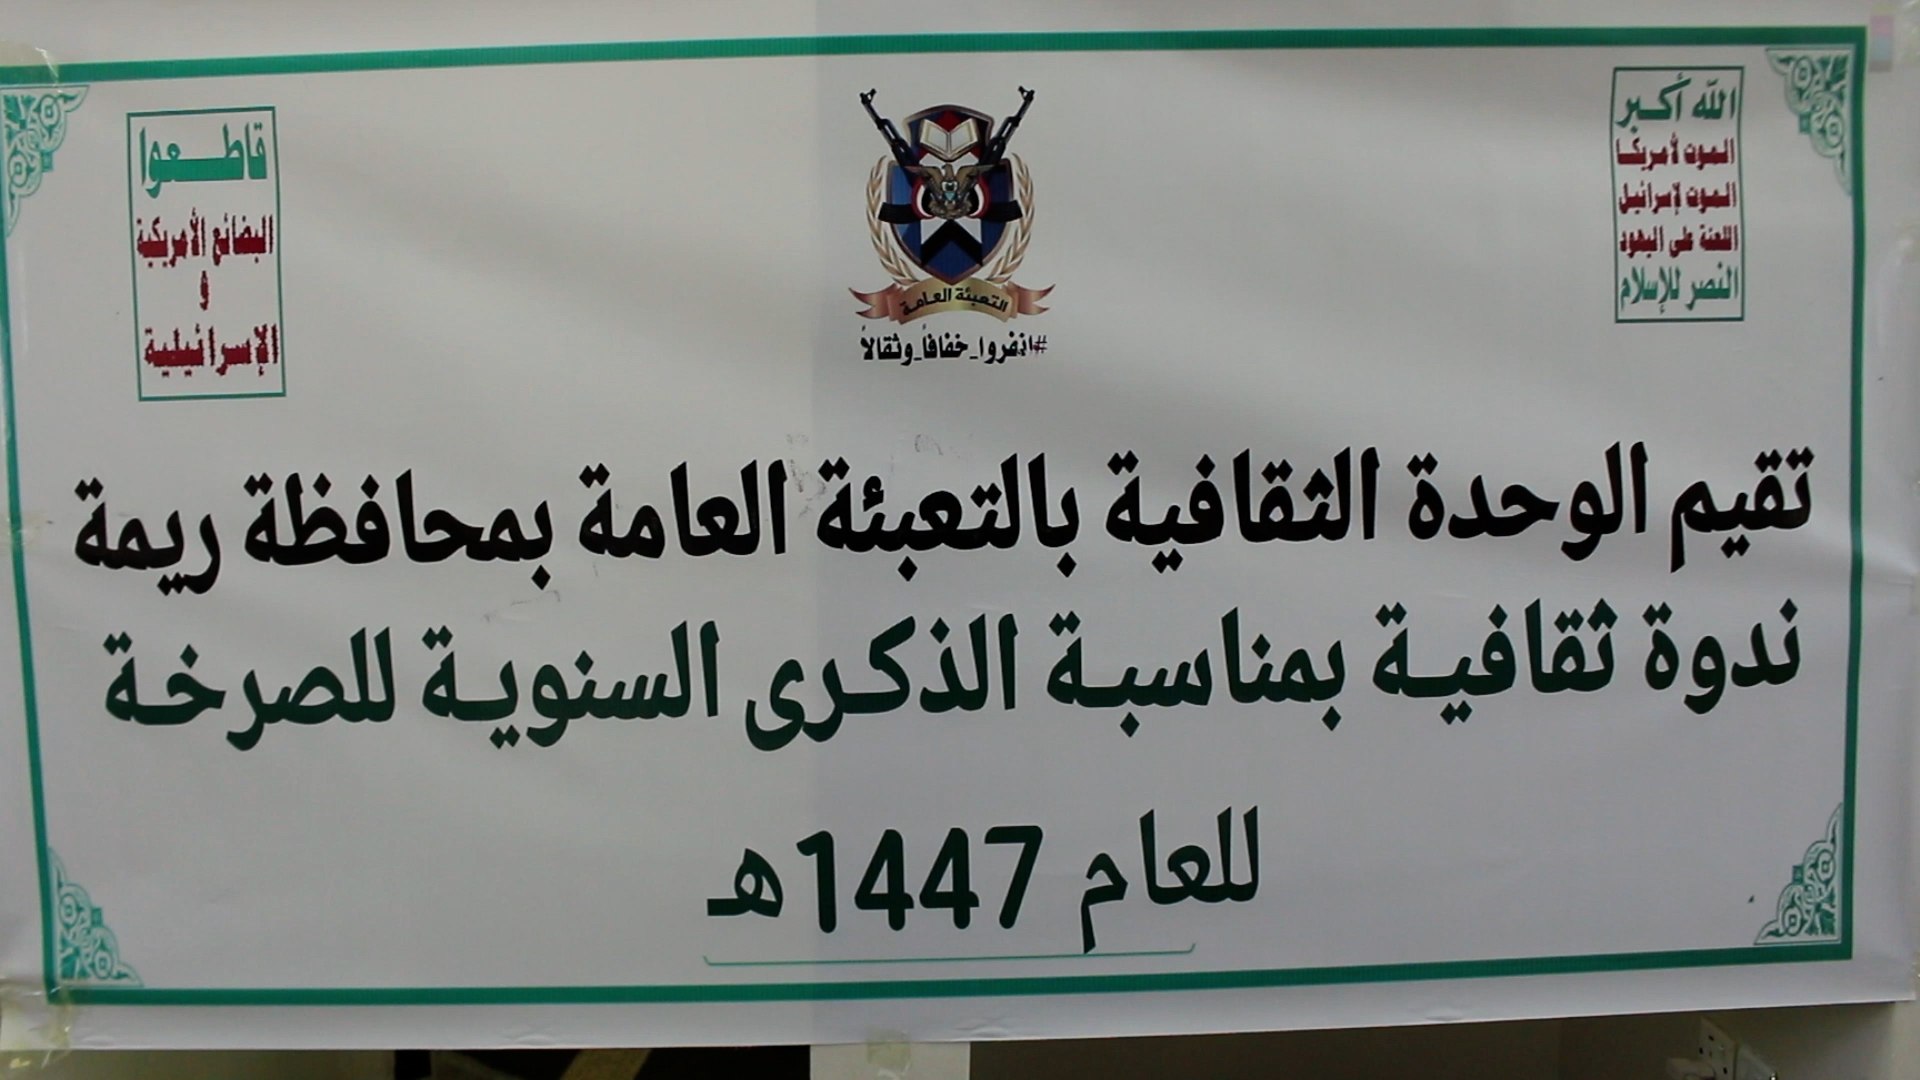 الله أكبر
الموت لأمريكا
الموت لإسرائيل
اللعنة على اليهود
النصر للإسلام
التعبئة العامة
#انفروا_خفافاً_وثقالاً
قاطعوا
البضائع الأمريكية
و
الإسرائيلية
تقيم الوحدة الثقافية بالتعبئة العامة بمحافظة ريمة
ندوة ثقافية بمناسبة الذكرى السنوية للصرخة
للعام 1447هـ